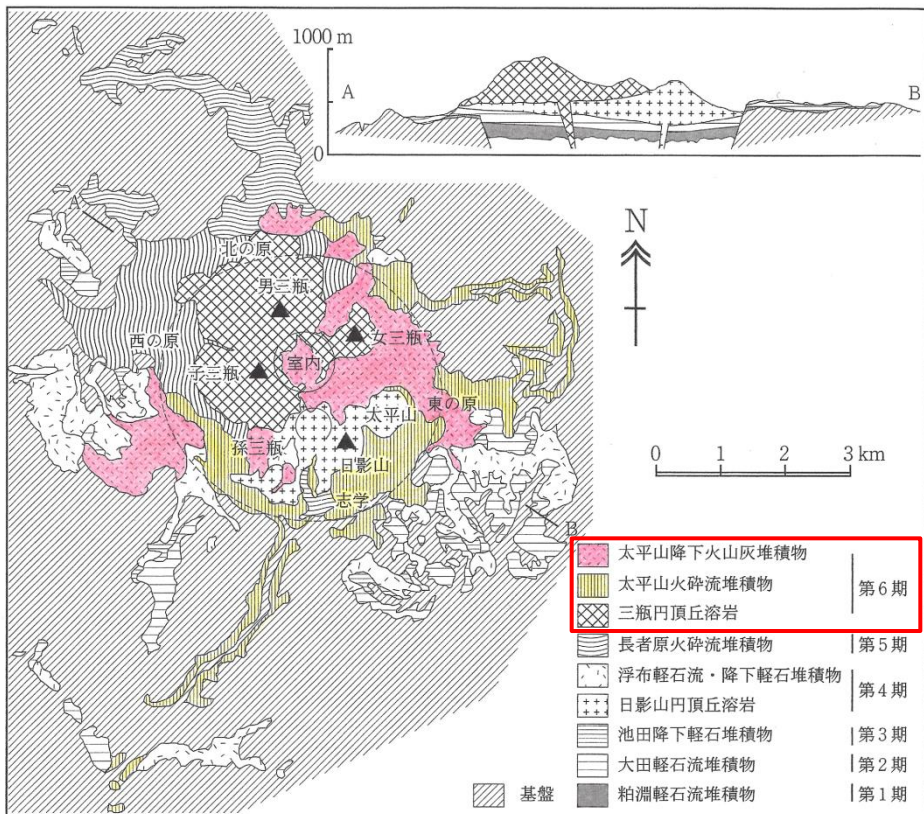 1000 m
A
B
0
A
N
北の原
男三瓶
女三瓶
西の原
室内
子三瓶
太平山
東の原
孫三瓶
日影山
志学
B
0 1 2 3 km
太平山降下火山灰堆積物
太平山火砕流堆積物
第6期
三瓶円頂丘溶岩
長者原火砕流堆積物 第5期
浮布軽石流・降下軽石堆積物
第4期
日影山円頂丘溶岩
池田降下軽石堆積物 第3期
大田軽石流堆積物 第2期
基盤 粕淵軽石流堆積物 第1期